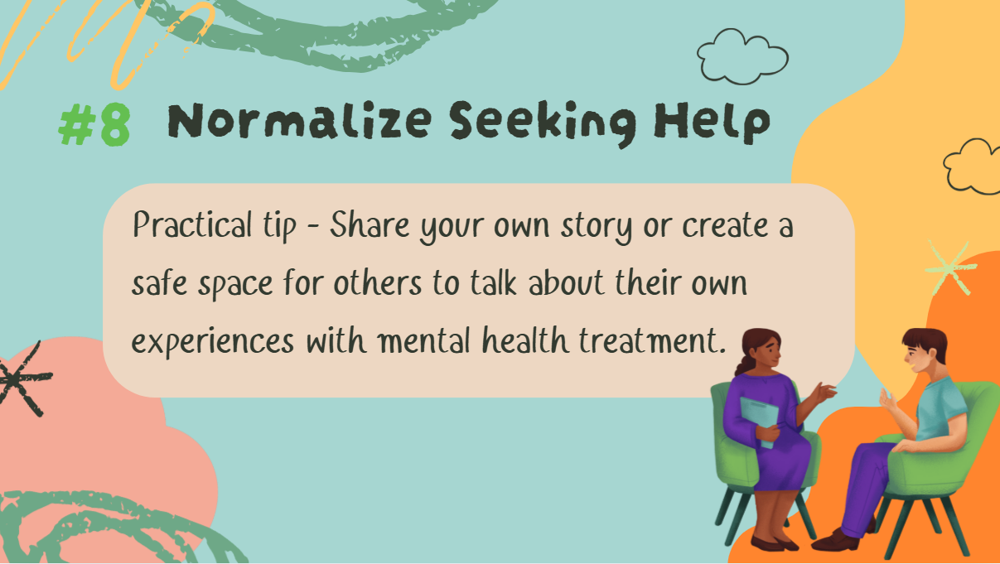 #8 Normalize Seeking Help
Practical tip - Share your own story or create a
safe space for others to talk about their own
experiences with mental health treatment.